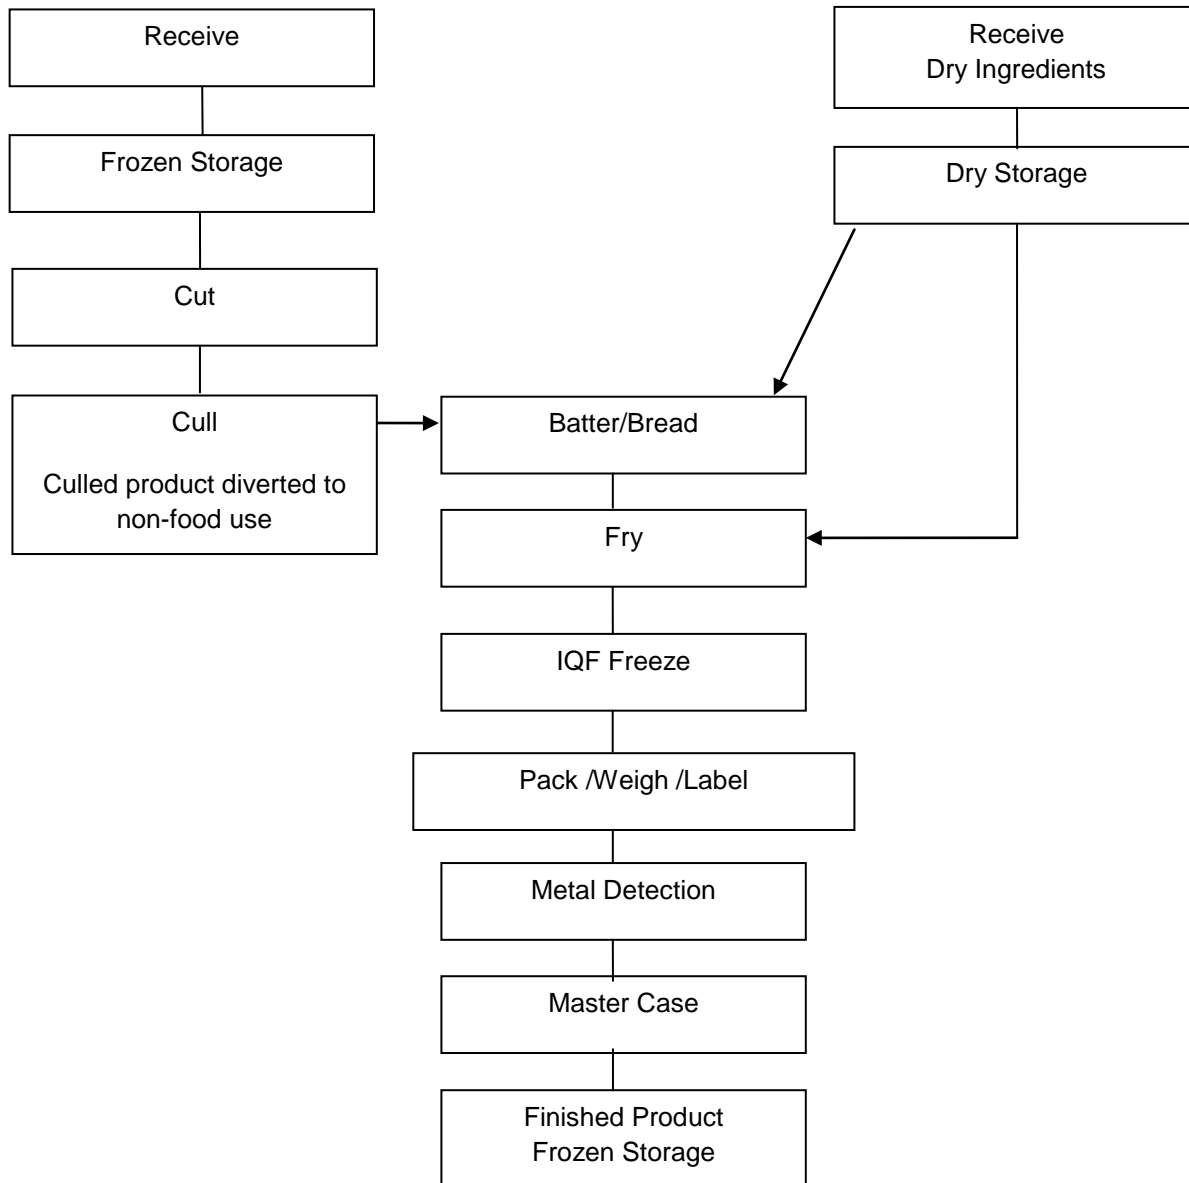 Receive
Receive
Dry Ingredients
Frozen Storage
Dry Storage
Cut
Cull
Culled product diverted to
non-food use
Batter/Bread
Fry
IQF Freeze
Pack /Weigh /Label
Metal Detection
Master Case
Finished Product
Frozen Storage